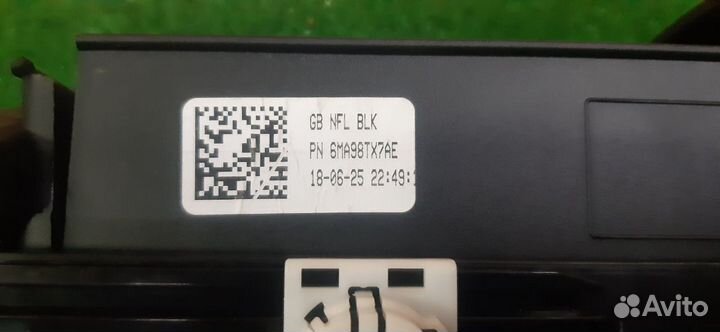 GB NFL BLK
PN 6MA98TX7AE
18-06-25 22:49:
Avito